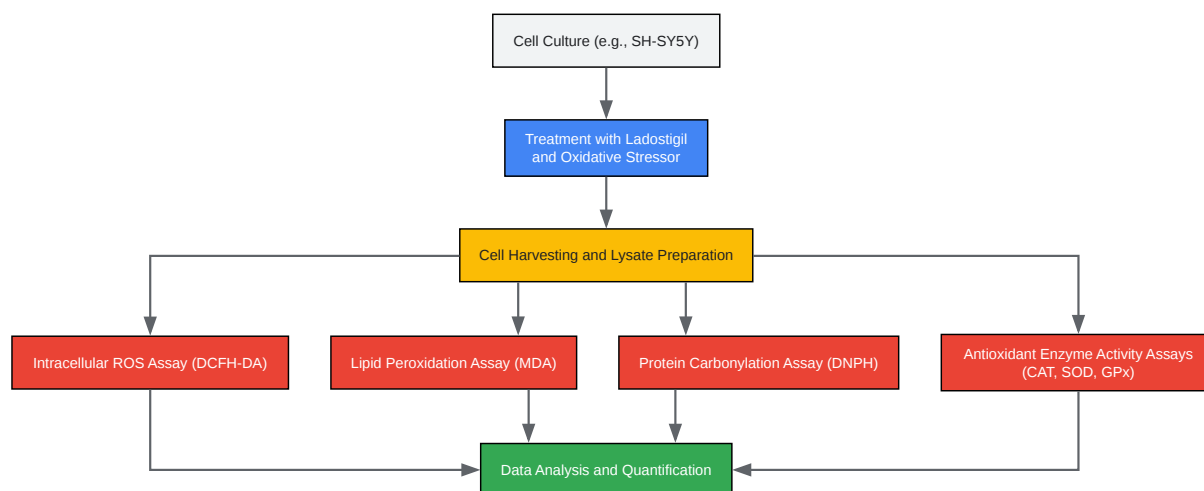 Cell Culture (e.g., SH-SY5Y)
Treatment with Ladostigil
and Oxidative Stressor
Cell Harvesting and Lysate Preparation
Intracellular ROS Assay (DCFH-DA)
Lipid Peroxidation Assay (MDA)
Protein Carbonylation Assay (DNPH)
Antioxidant Enzyme Activity Assays
(CAT, SOD, GPx)
Data Analysis and Quantification